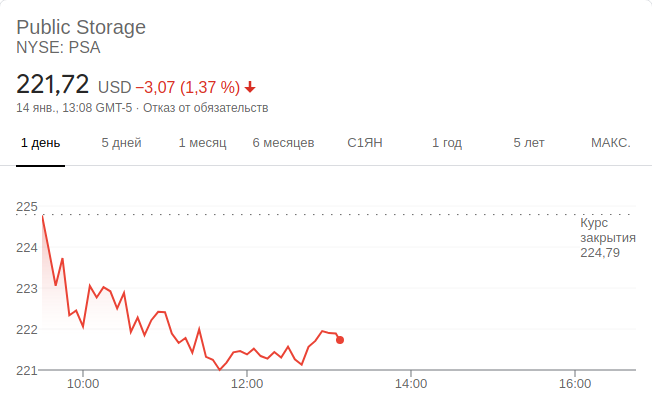 Public Storage
NYSE: PSA
221,72 USD −3,07 (1,37 %)
14 янв., 13:08 GMT-5 · Отказ от обязательств
1 день 5 дней 1 месяц 6 месяцев С1ЯН 1 год 5 лет МАКС.
225
224
223
222
221
Курс
закрытия
224,79
10:00 12:00 14:00 16:00